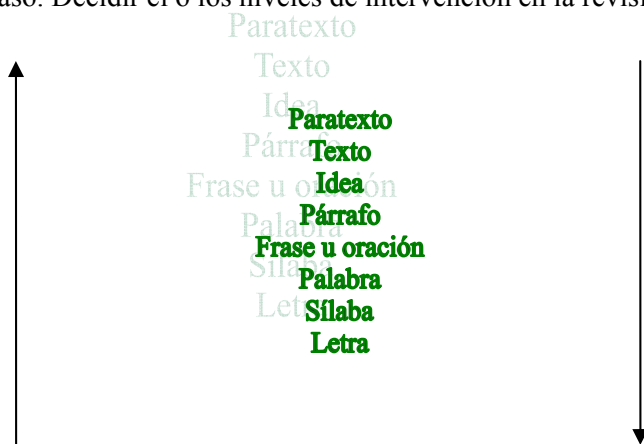 aso: Decidir el o los niveles de intervención en la revisi
Paratexto
Texto
Idea
Párrafo
Frase u oración
Palabra
Sílaba
Letra